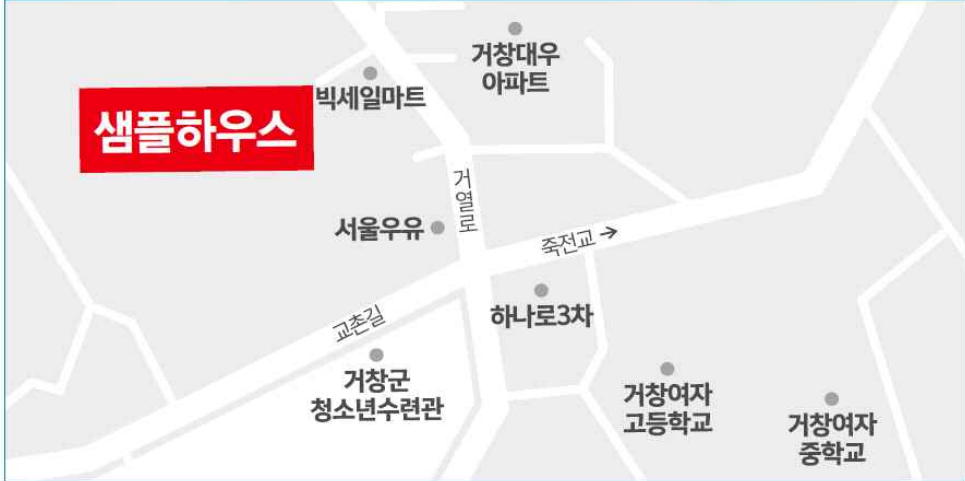 거창대우
아파트
빅세일마트
샘플하우스
거열로
서울우유
죽전교 →
하나로3차
교촌길
거창군
청소년수련관
거창여자
고등학교
거창여자
중학교